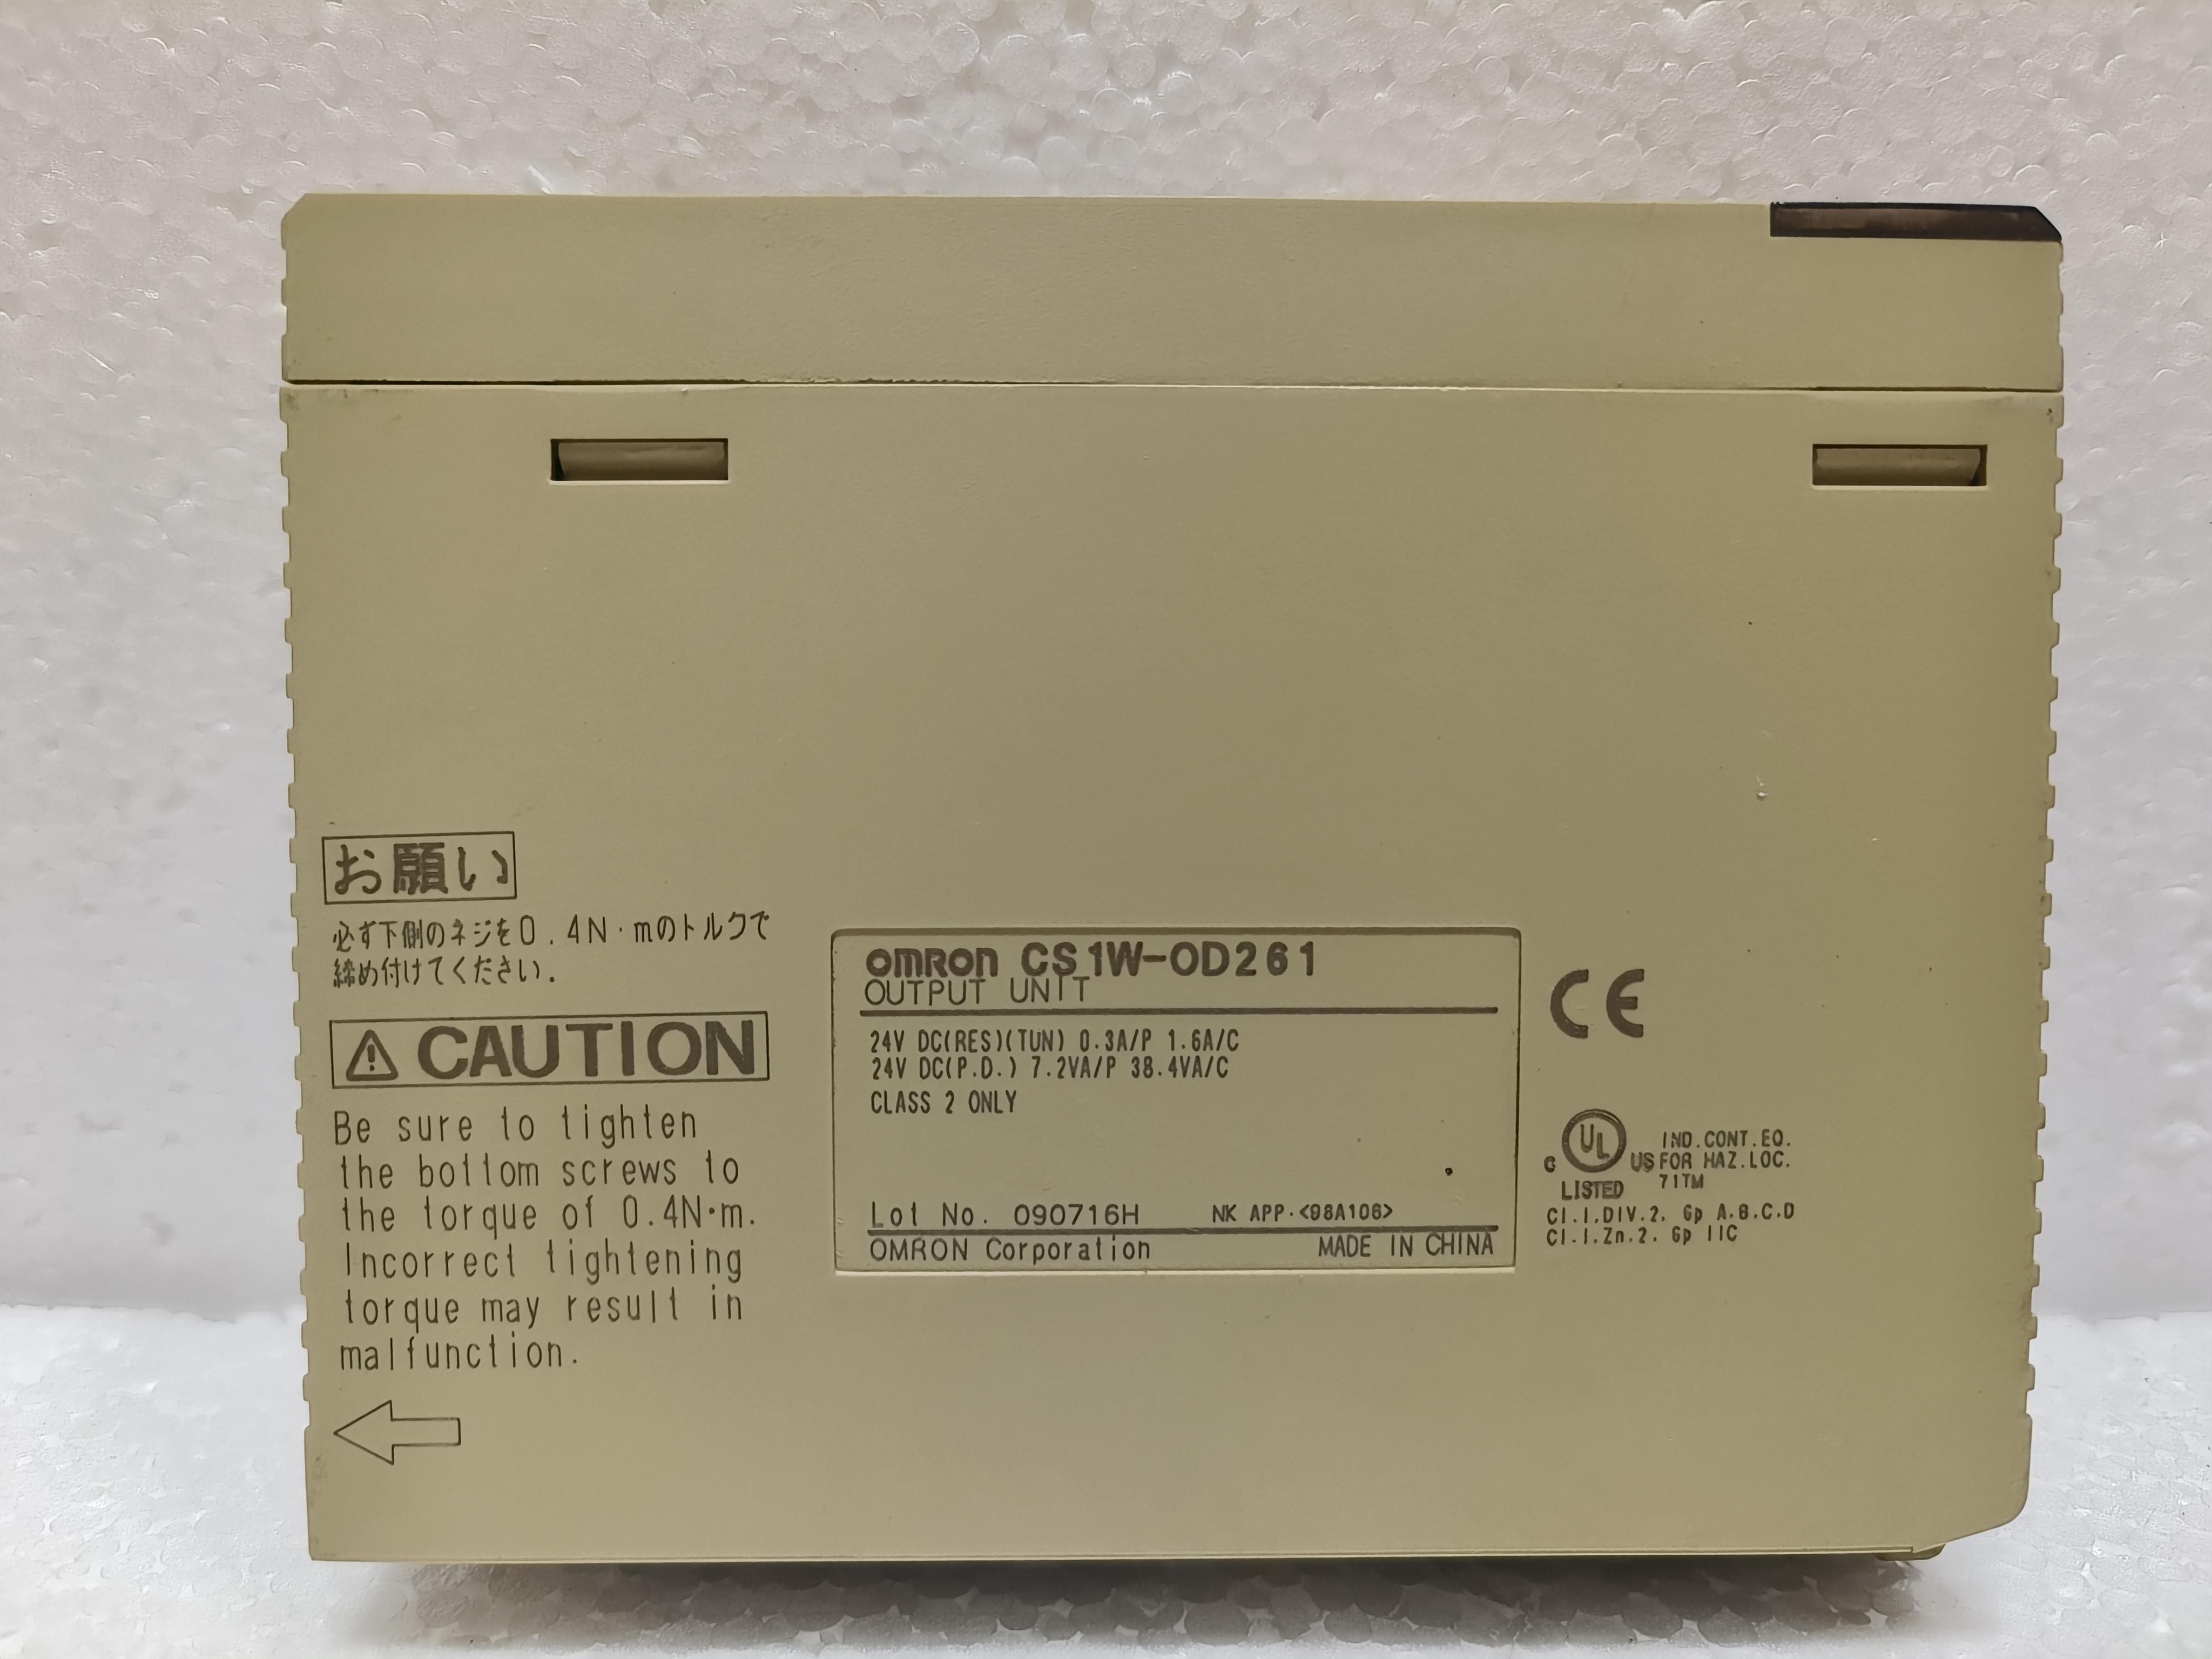 お願い
必ず下側のネジを0.4N·mのトルクで
締め付けてください.
⚠ CAUTION
Be sure to tighten
the bottom screws to
the torque of 0.4N·m.
Incorrect tightening
torque may result in
malfunction.
OMRON CS1W-OD261
OUTPUT UNIT
24V DC(RES)(TUN) 0.3A/P 1.6A/C
24V DC(P.D.) 7.2VA/P 38.4VA/C
CLASS 2 ONLY
Lot No. 090716H NK APP.<98A106>
OMRON Corporation MADE IN CHINA
CE
C UL US IND.CONT.EQ.
FOR HAZ.LOC.
LISTED 71TM
Cl.I.DIV.2. Gp A.B.C.D
Cl.I.Zn.2. Gp IIC